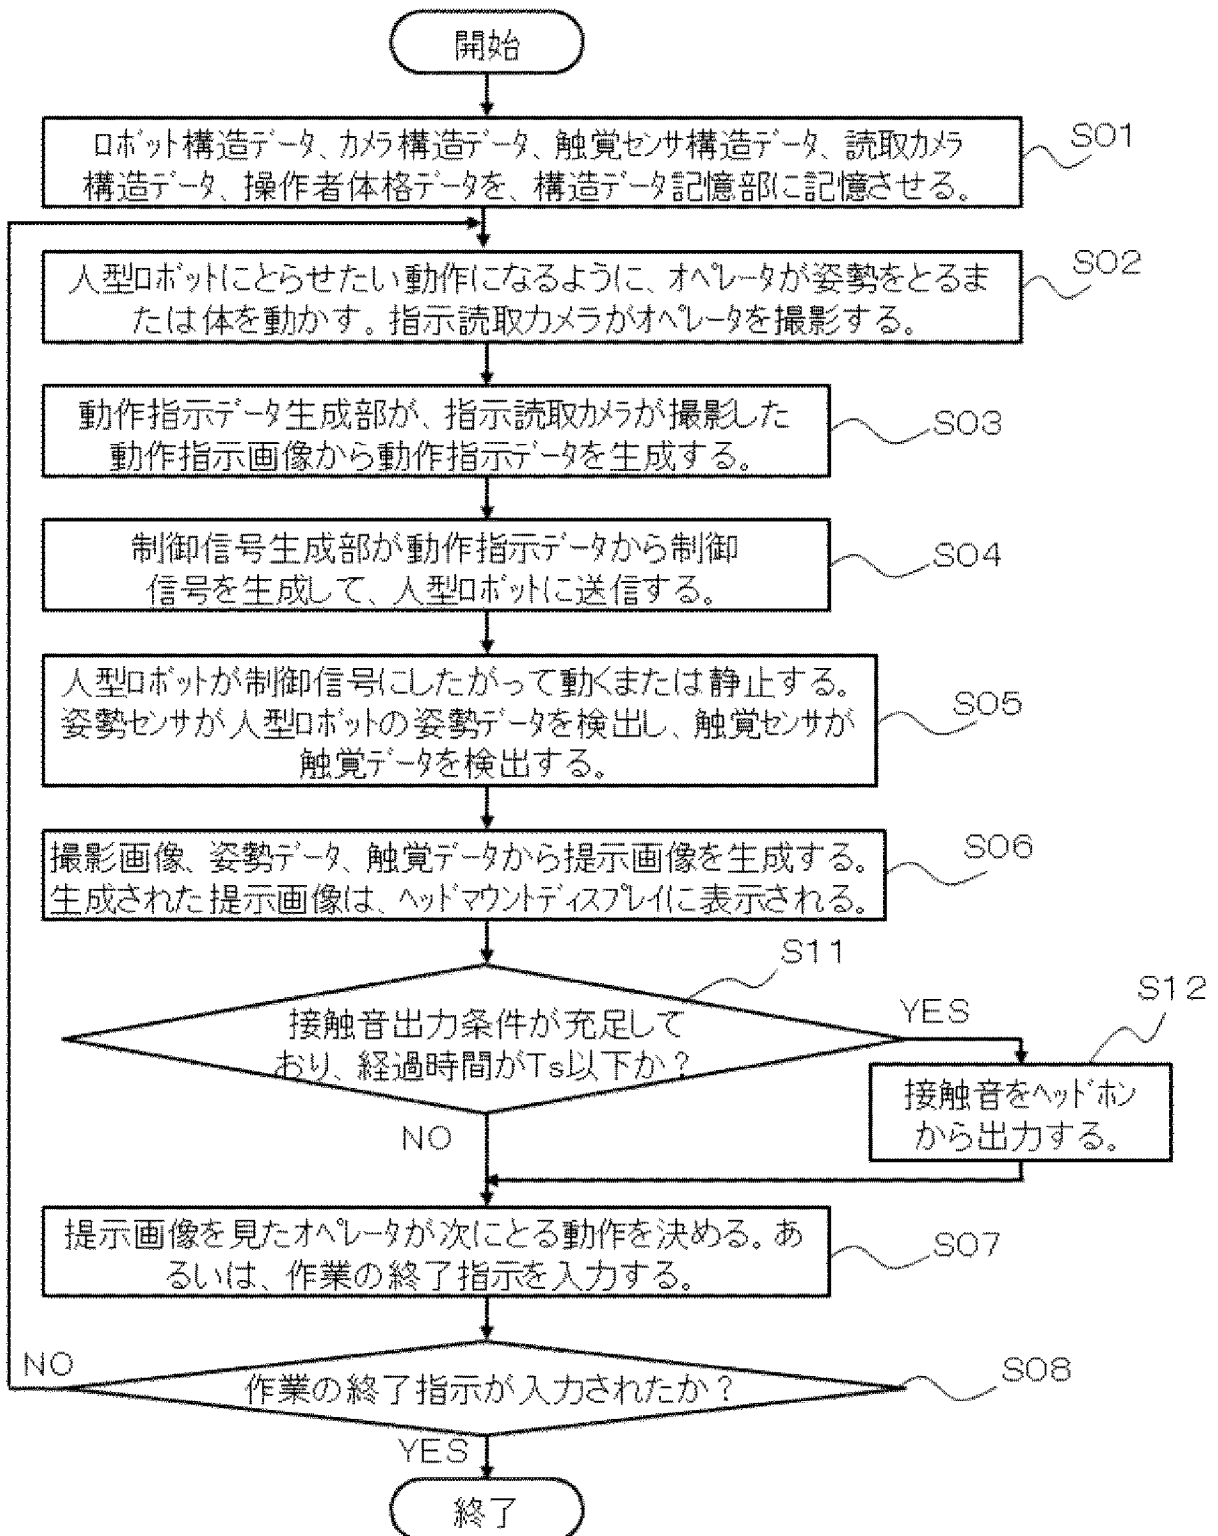 開始
ロボット構造データ、カメラ構造データ、触覚センサ構造データ、読取カメラ
構造データ、操作者体格データを、構造データ記憶部に記憶させる。
S01
人型ロボットにとらせたい動作になるように、オペレータが姿勢をとるま
たは体を動かす。指示読取カメラがオペレータを撮影する。
S02
動作指示データ生成部が、指示読取カメラが撮影した
動作指示画像から動作指示データを生成する。
S03
制御信号生成部が動作指示データから制御
信号を生成して、人型ロボットに送信する。
S04
人型ロボットが制御信号にしたがって動くまたは静止する。
姿勢センサが人型ロボットの姿勢データを検出し、触覚センサが
触覚データを検出する。
S05
撮影画像、姿勢データ、触覚データから提示画像を生成する。
生成された提示画像は、ヘッドマウントディスプレイに表示される。
S06
接触音出力条件が充足して
おり、経過時間がTs以下か？
S11
YES
S12
接触音をヘッドホン
から出力する。
NO
提示画像を見たオペレータが次にとる動作を決める。あ
るいは、作業の終了指示を入力する。
S07
NO
作業の終了指示が入力されたか？
S08
YES
終了